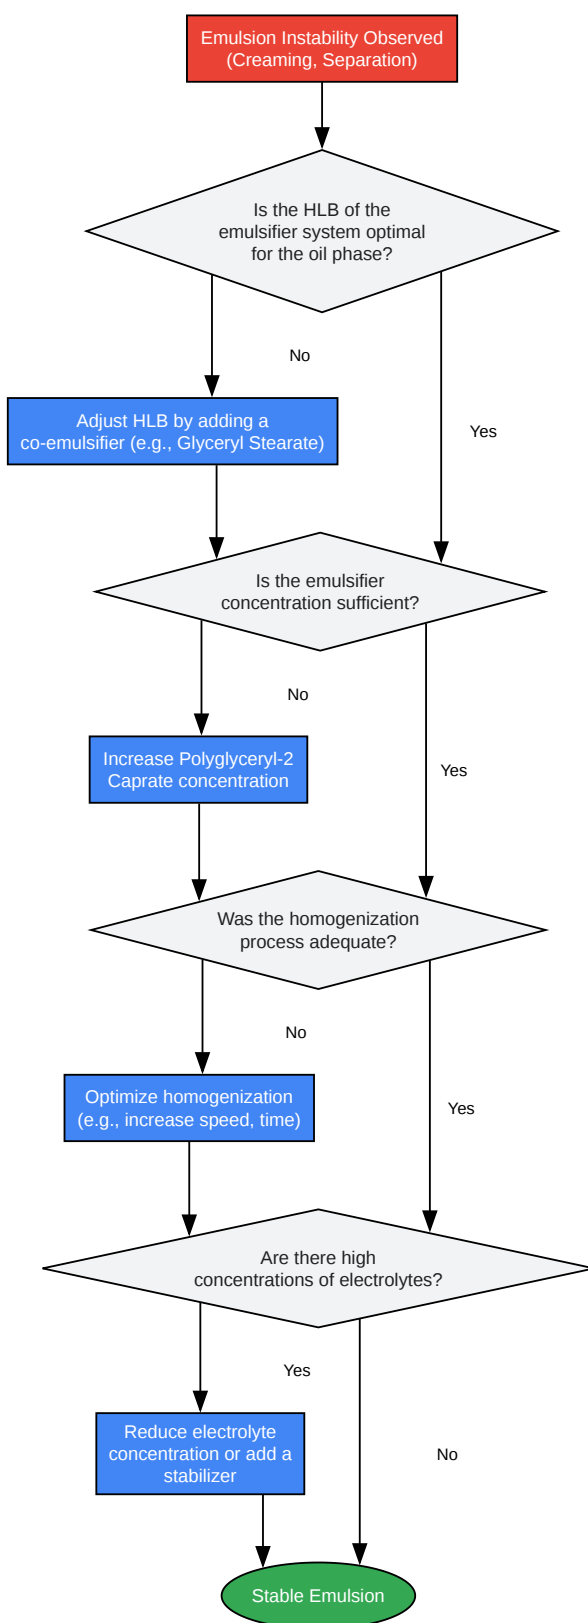 Emulsion Instability Observed
(Creaming, Separation)
Is the HLB of the
emulsifier system optimal
for the oil phase?
No
Adjust HLB by adding a
co-emulsifier (e.g., Glyceryl Stearate)
Yes
Is the emulsifier
concentration sufficient?
No
Increase Polyglyceryl-2
Caprate concentration
Yes
Was the homogenization
process adequate?
No
Optimize homogenization
(e.g., increase speed, time)
Yes
Are there high
concentrations of electrolytes?
Yes
Reduce electrolyte
concentration or add a
stabilizer
No
Stable Emulsion